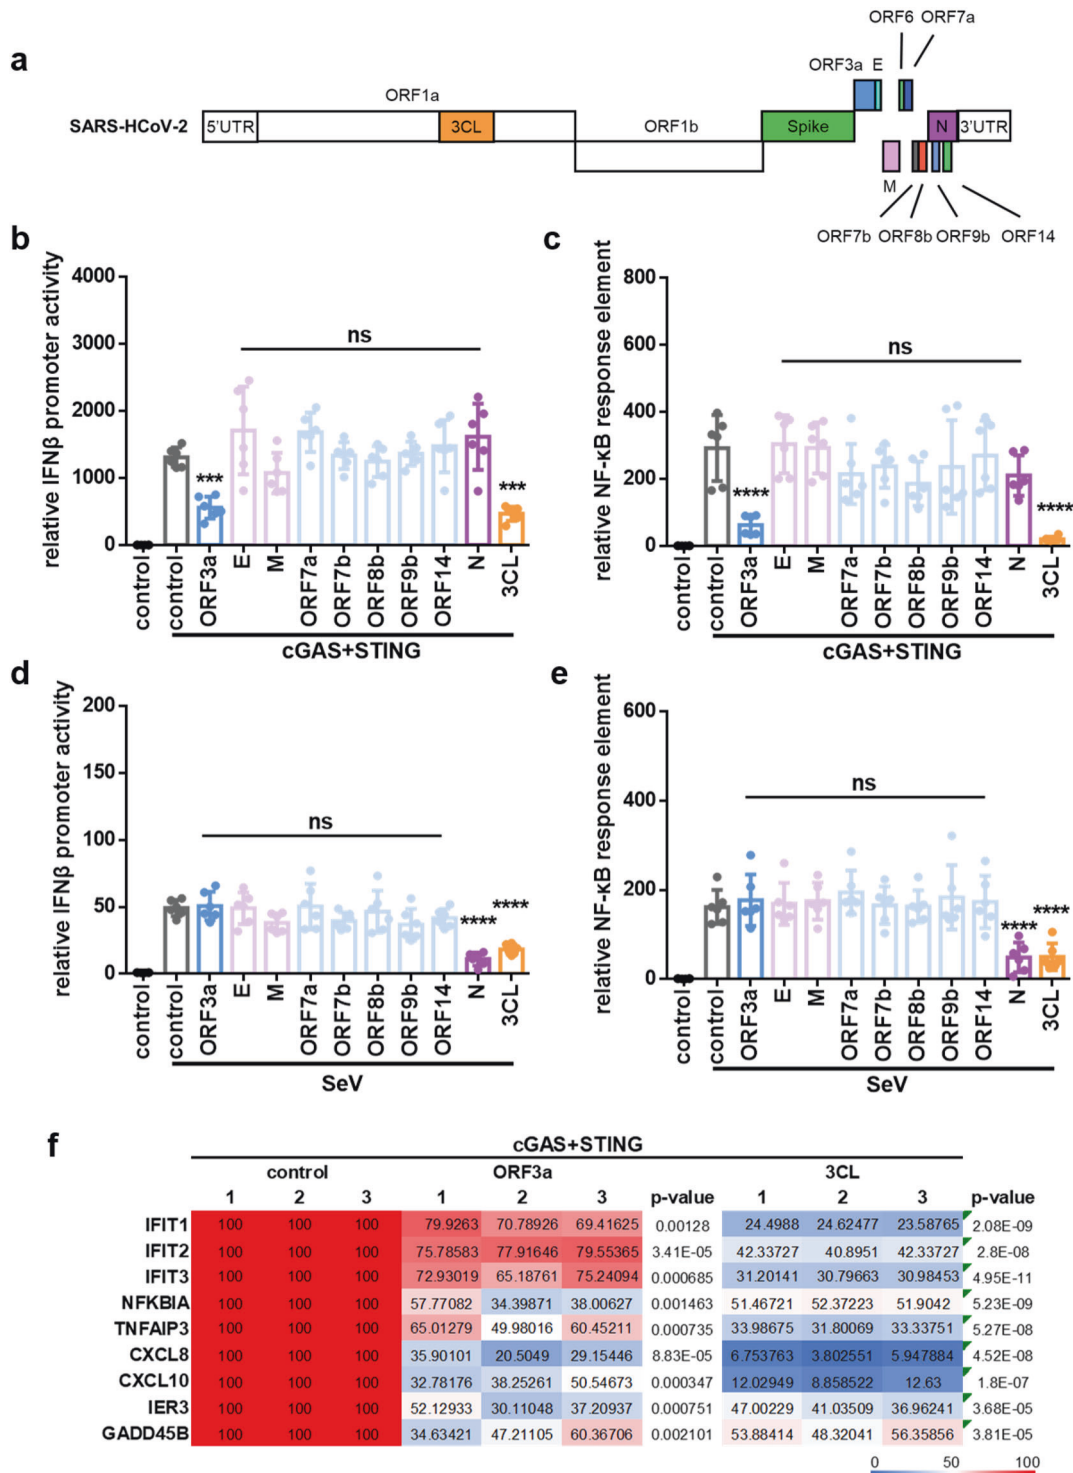 a
ORF6 ORF7a
ORF3a E
ORF1a
SARS-HCoV-2 5'UTR 3CL ORF1b Spike N 3'UTR
M
ORF7b ORF8b ORF9b ORF14
b
relative IFNβ promoter activity
4000
3000
2000
1000
0
ns
*** ***
control control ORF3a E M ORF7a ORF7b ORF8b ORF9b ORF14 N 3CL
cGAS+STING
c
relative NF-κB response element
800
600
400
200
0
ns
**** ****
control control ORF3a E M ORF7a ORF7b ORF8b ORF9b ORF14 N 3CL
cGAS+STING
d
relative IFNβ promoter activity
200
150
100
50
0
ns
**** ****
control control ORF3a E M ORF7a ORF7b ORF8b ORF9b ORF14 N 3CL
SeV
e
relative NF-κB response element
600
400
200
0
ns
**** ****
control control ORF3a E M ORF7a ORF7b ORF8b ORF9b ORF14 N 3CL
SeV
f
cGAS+STING
control ORF3a 3CL
1 2 3 1 2 3 p-value 1 2 3 p-value
IFIT1 100 100 100 79.9263 70.78926 69.41625 0.00128 24.4988 24.62477 23.58765 2.08E-09
IFIT2 100 100 100 75.78583 77.91646 79.55365 3.41E-05 42.33727 40.8951 42.33727 2.8E-08
IFIT3 100 100 100 72.93019 65.18761 75.24094 0.000685 31.20141 30.79663 30.98453 4.95E-11
NFKBIA 100 100 100 57.77082 34.39871 38.00627 0.001463 51.46721 52.37223 51.9042 5.23E-09
TNFAIP3 100 100 100 65.01279 49.98016 60.45211 0.000735 33.98675 31.80069 33.33751 5.27E-08
CXCL8 100 100 100 35.90101 20.5049 29.15446 8.83E-05 6.753763 3.802551 5.947884 4.52E-08
CXCL10 100 100 100 32.78176 38.25261 50.54673 0.000347 12.02949 8.858522 12.63 1.8E-07
IER3 100 100 100 52.12933 30.11048 37.20937 0.000751 47.00229 41.03509 36.96241 3.68E-05
GADD45B 100 100 100 34.63421 47.21105 60.36706 0.002101 53.88414 48.32041 56.35856 3.81E-05
0 50 100